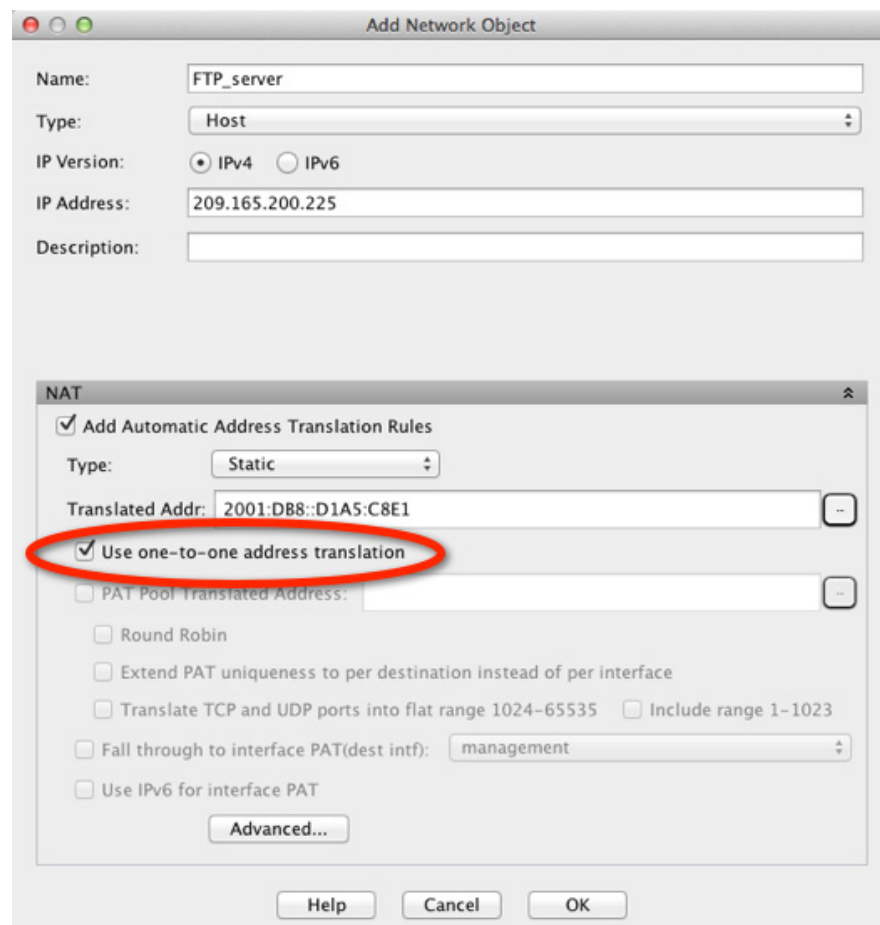 Add Network Object
Name: FTP_server
Type: Host
IP Version: IPv4 IPv6
IP Address: 209.165.200.225
Description:
NAT
Add Automatic Address Translation Rules
Type: Static
Translated Addr: 2001:DB8::D1A5:C8E1 ...
Use one-to-one address translation
PAT Pool Translated Address: ...
Round Robin
Extend PAT uniqueness to per destination instead of per interface
Translate TCP and UDP ports into flat range 1024-65535 Include range 1-1023
Fall through to interface PAT(dest intf): management
Use IPv6 for interface PAT
Advanced...
Help Cancel OK